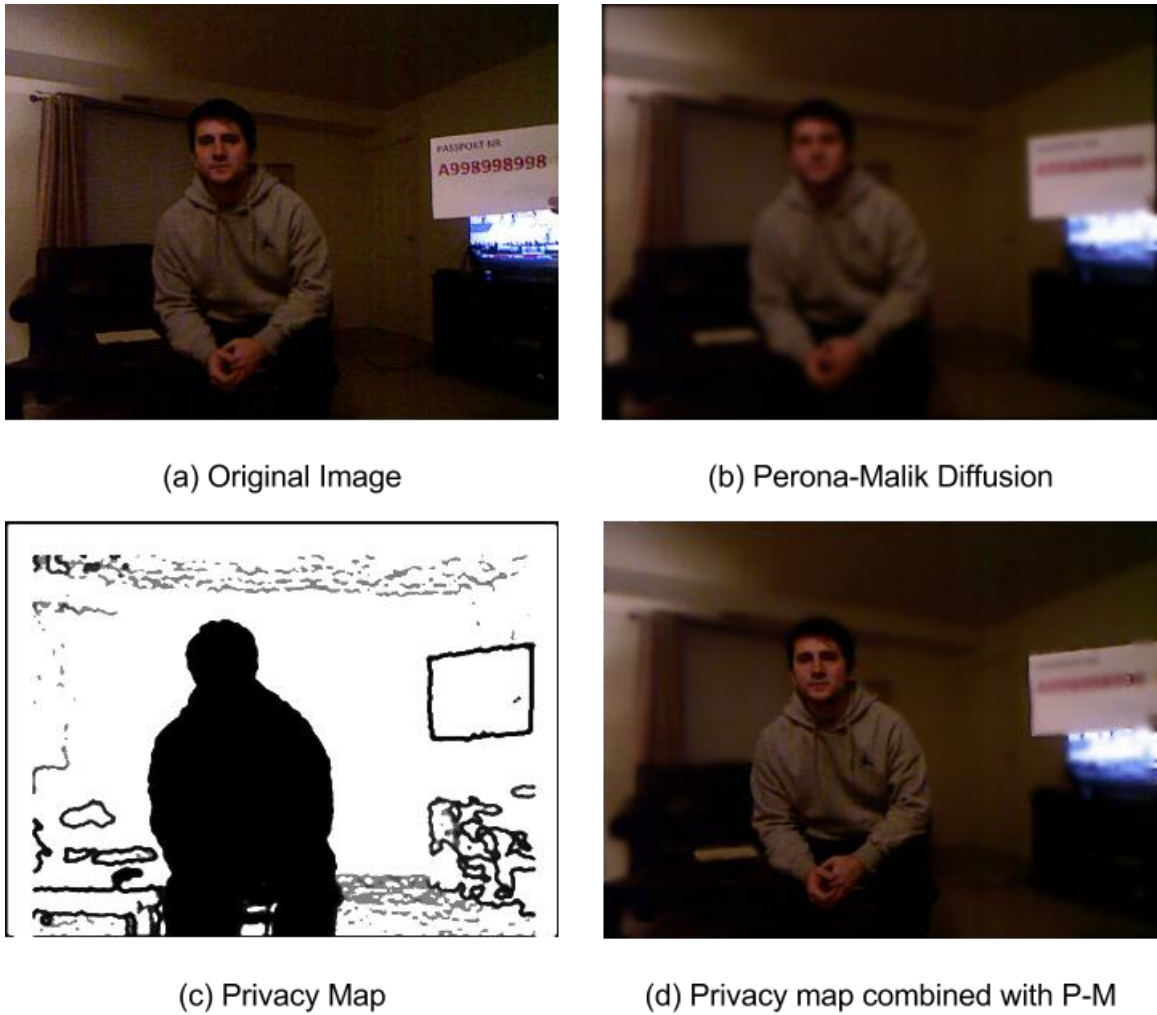 PASSPORT NR
A998998998
(a) Original Image
(b) Perona-Malik Diffusion
(c) Privacy Map
(d) Privacy map combined with P-M